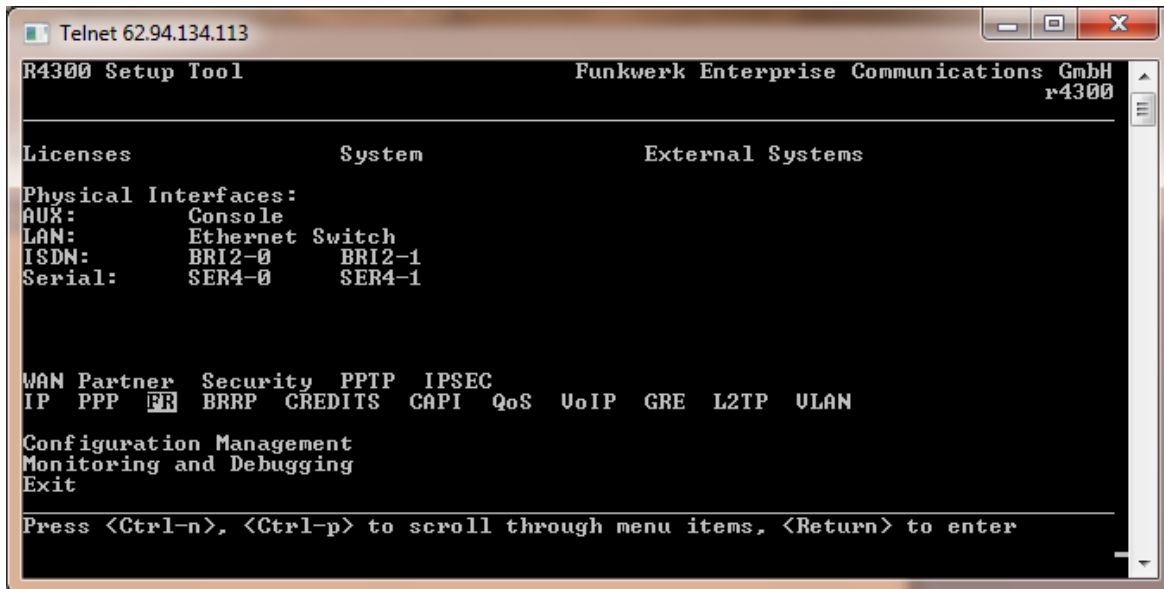 Telnet 62.94.134.113
R4300 Setup Tool Funkwerk Enterprise Communications GmbH
r4300
Licenses System External Systems
Physical Interfaces:
AUX: Console
LAN: Ethernet Switch
ISDN: BRI2-0 BRI2-1
Serial: SER4-0 SER4-1
WAN Partner Security PPTP IPSEC
IP PPP FR BRRP CREDITS CAPI QoS VoIP GRE L2TP VLAN
Configuration Management
Monitoring and Debugging
Exit
Press <Ctrl-n>, <Ctrl-p> to scroll through menu items, <Return> to enter